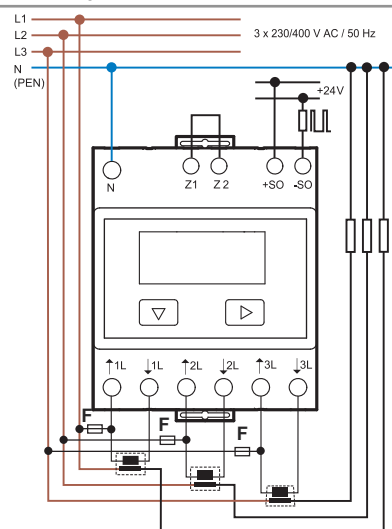 L1
L2
L3
N
(PEN)
3 x 230/400 V AC / 50 Hz
+24V
N
Z1
Z 2
+SO
-SO
↑1L
↓1L
↑2L
↓2L
↑3L
↓3L
F
F
F